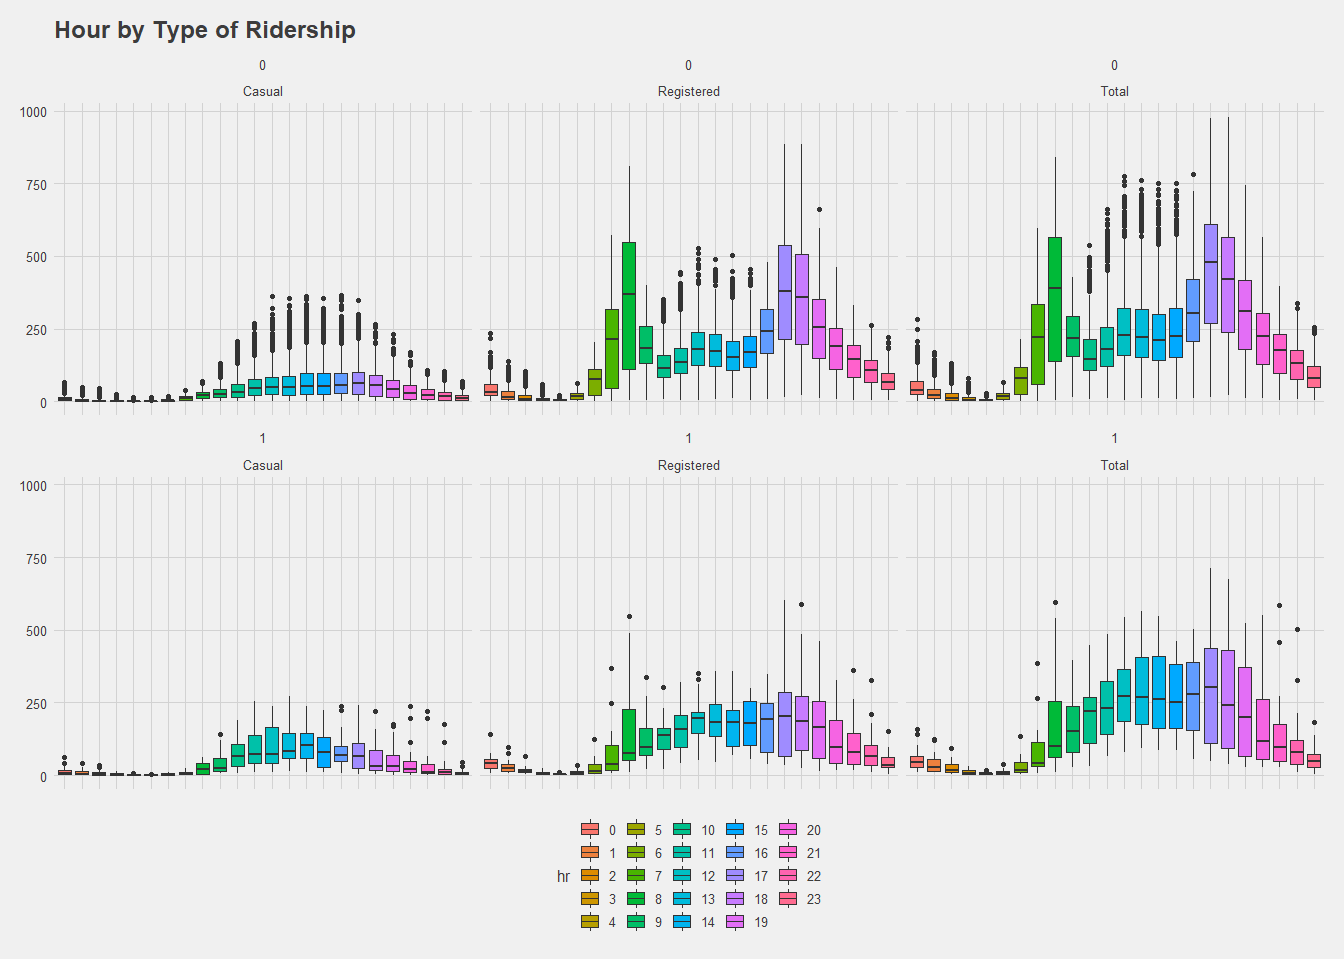 Hour by Type of Ridership
0 0 0
Casual Registered Total
1000
750
500
250
0
1 1 1
Casual Registered Total
1000
750
500
250
0
0 5 10 15 20
1 6 11 16 21
hr 2 7 12 17 22
3 8 13 18 23
4 9 14 19